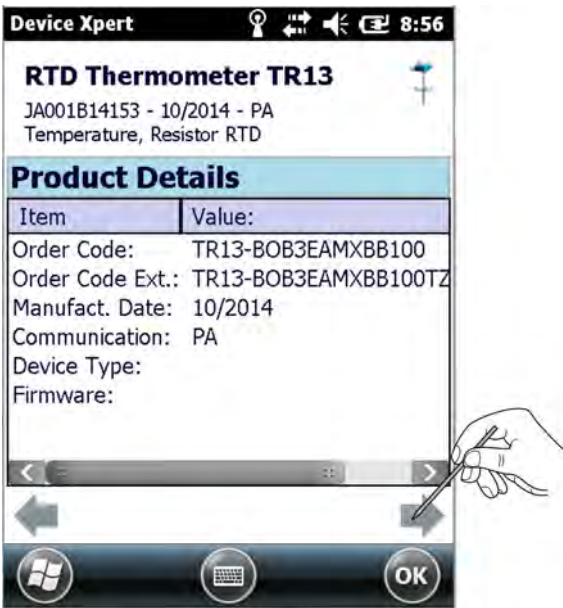 Device Xpert 8:56
RTD Thermometer TR13
JA001B14153 - 10/2014 - PA
Temperature, Resistor RTD
Product Details
Item Value:
Order Code: TR13-BOB3EAMXBB100
Order Code Ext.: TR13-BOB3EAMXBB100TZ
Manufact. Date: 10/2014
Communication: PA
Device Type:
Firmware:
OK